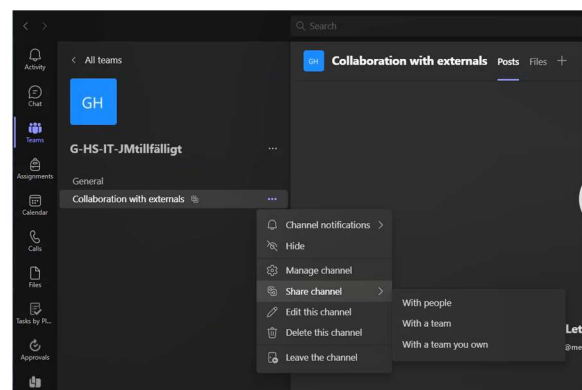 Search
Activity
Chat
Teams
Assignments
Calendar
Calls
Files
Tasks by Pl...
Approvals
All teams
GH
G-HS-IT-JMtillfälligt
...
General
Collaboration with externals
...
GH Collaboration with externals Posts Files +
Channel notifications
Hide
Manage channel
Share channel
Edit this channel
Delete this channel
Leave the channel
With people
With a team
With a team you own
Let
@me